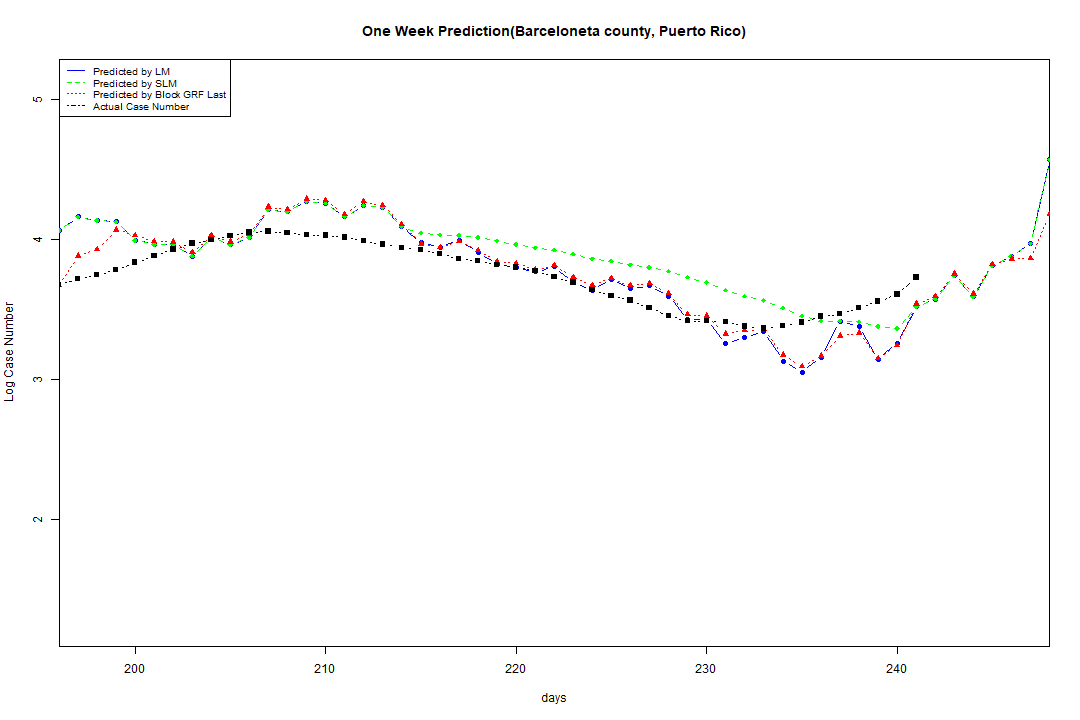 One Week Prediction(Barceloneta county, Puerto Rico)
Predicted by LM
Predicted by SLM
Predicted by Block GRF Last
Actual Case Number
5
4
3
2
Log Case Number
200 210 220 230 240
days